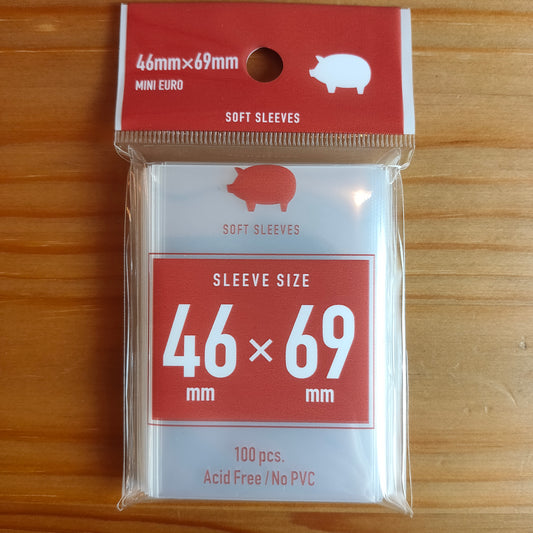 46mm×69mm
MINI EURO
SOFT SLEEVES
SOFT SLEEVES
SLEEVE SIZE
46 × 69
mm mm
100 pcs.
Acid Free / No PVC